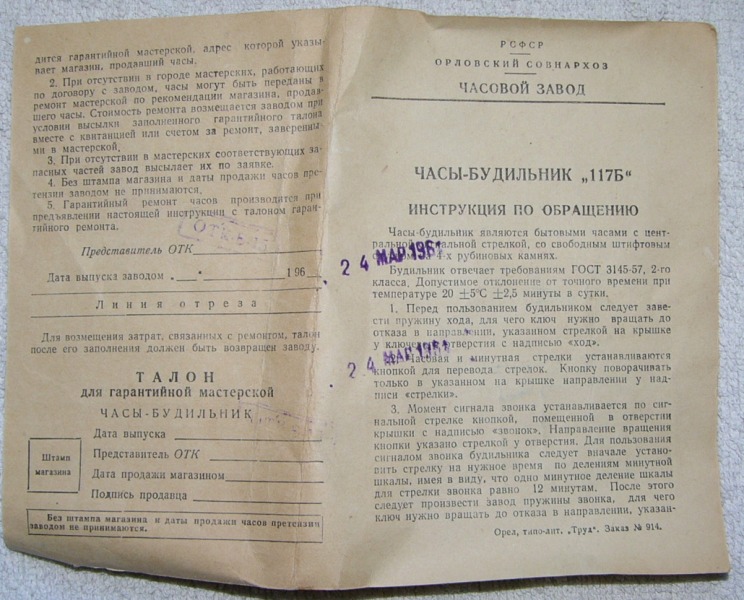 дится гарантийной мастерской, адрес которой указы-
вает магазин, продавший часы.
2. При отсутствии в городе мастерских, работающих
по договору с заводом, часы могут быть переданы в
ремонт мастерской по рекомендации магазина, продав-
шего часы. Стоимость ремонта возмещается заводом при
условии высылки заполненного гарантийного талона
вместе с квитанцией или счетом за ремонт, заверенны-
ми в мастерской.
3. При отсутствии в мастерских соответствующих за-
пасных частей завод высылает их по заявке.
4. Без штампа магазина и даты продажи часов пре-
тензии заводом не принимаются.
5. Гарантийный ремонт часов производится при
предъявлении настоящей инструкции с талоном гаран-
тийного ремонта.
ОТК
Представитель ОТК
Дата выпуска заводом . " " 196
Линия отреза
Для возмещения затрат, связанных с ремонтом, талон
после его заполнения должен быть возвращен заводу.
ТАЛОН
для гарантийной мастерской
ЧАСЫ-БУДИЛЬНИК
Дата выпуска
Представитель ОТК
Дата продажи магазином
Подпись продавца
Штамп
магазина
Без штампа магазина и даты продажи часов претензии
заводом не принимаются.
РСФСР
ОРЛОВСКИЙ СОВНАРХОЗ
ЧАСОВОЙ ЗАВОД
ЧАСЫ-БУДИЛЬНИК „117Б“
ИНСТРУКЦИЯ ПО ОБРАЩЕНИЮ
Часы-будильник являются бытовыми часами с цент-
ральной сигнальной стрелкой, со свободным штифтовым
4-х рубиновых камнях.
24 МАР 1961
Будильник отвечает требованиям ГОСТ 3145-57, 2-го
класса. Допустимое отклонение от точного времени при
температуре 20 ±5°C ±2,5 минуты в сутки.
1. Перед пользованием будильником следует заве-
сти пружину хода, для чего ключ нужно вращать до
отказа в направлении, указанном стрелкой на крышке
у ключевого отверстия с надписью «ход».
24 МАР 1961
Часовая и минутная стрелки устанавливаются
кнопкой для перевода стрелок. Кнопку поворачивать
только в указанном на крышке направлении у над-
писи «стрелки».
3. Момент сигнала звонка устанавливается по сиг-
нальной стрелке кнопкой, помещенной в отверстии
крышки с надписью «звонок». Направление вращения
кнопки указано стрелкой у отверстия. Для пользования
сигналом звонка будильника следует вначале устано-
вить стрелку на нужное время по делениям минутной
шкалы, имея в виду, что одно минутное деление шкалы
для стрелки звонка равно 12 минутам. После этого
следует произвести завод пружины звонка, для чего
ключ нужно вращать до отказа в направлении, указан-
Орел, типо-лит. „Труд“. Заказ № 914.